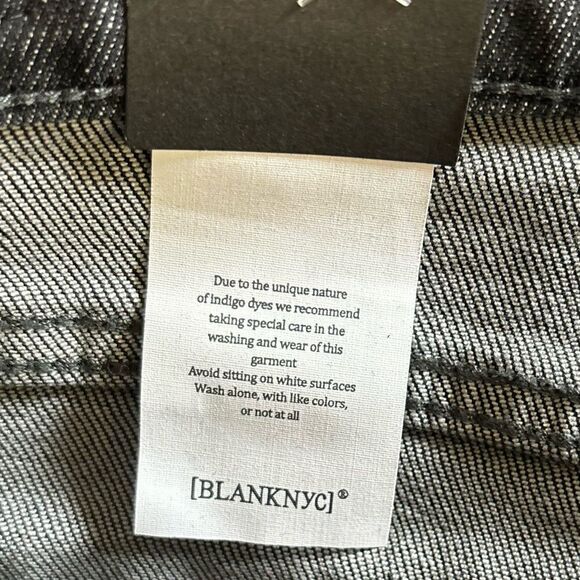 Due to the unique nature
of indigo dyes we recommend
taking special care in the
washing and wear of this
garment
Avoid sitting on white surfaces
Wash alone, with like colors,
or not at all
[BLANKNYC]®